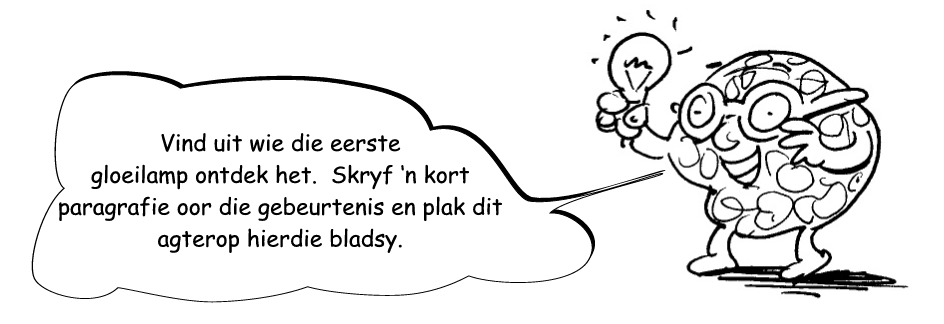 Vind uit wie die eerste
gloeilamp ontdek het.  Skryf ‘n kort
paragrafie oor die gebeurtenis en plak dit
agterop hierdie bladsy.